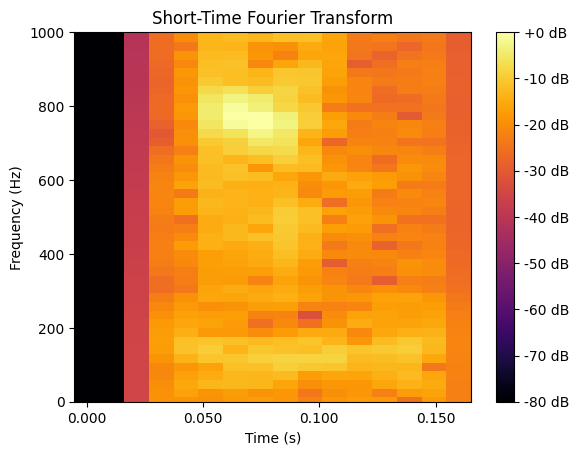 Short-Time Fourier Transform
Frequency (Hz)
1000
800
600
400
200
0
0.000
0.050
0.100
0.150
Time (s)
+0 dB
-10 dB
-20 dB
-30 dB
-40 dB
-50 dB
-60 dB
-70 dB
-80 dB